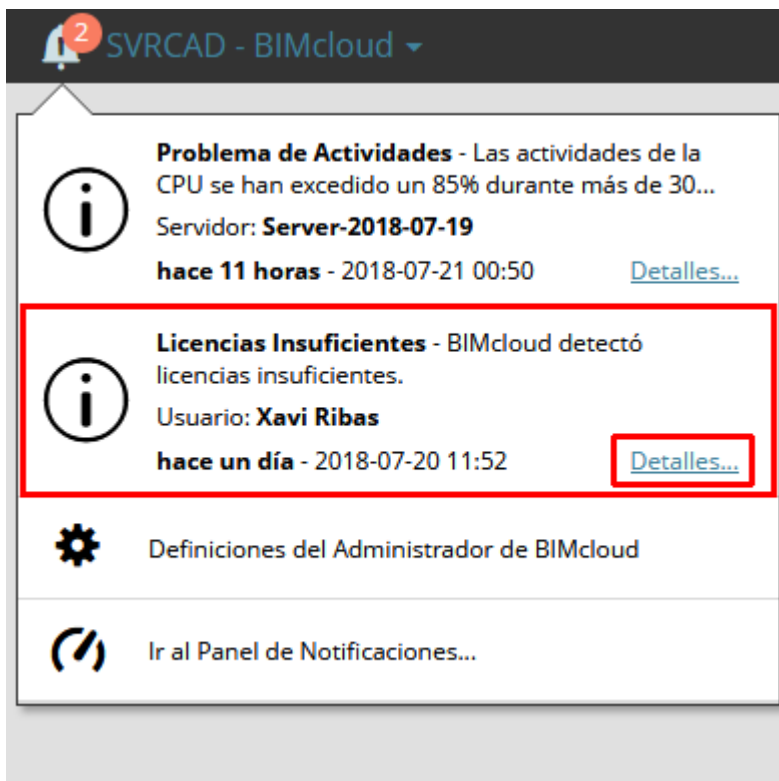 2
SVRCAD - BIMcloud
Problema de Actividades - Las actividades de la
CPU se han excedido un 85% durante más de 30...
Servidor: Server-2018-07-19
hace 11 horas - 2018-07-21 00:50 Detalles...
Licencias Insuficientes - BIMcloud detectó
licencias insuficientes.
Usuario: Xavi Ribas
hace un día - 2018-07-20 11:52 Detalles...
Definiciones del Administrador de BIMcloud
Ir al Panel de Notificaciones...